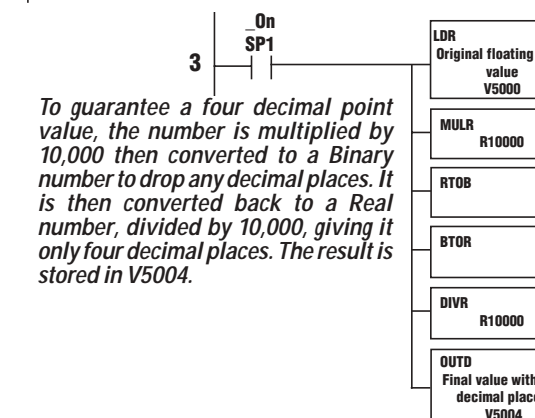 _On
SP1
3
To guarantee a four decimal point
value, the number is multiplied by
10,000 then converted to a Binary
number to drop any decimal places. It
is then converted back to a Real
number, divided by 10,000, giving it
only four decimal places. The result is
stored in V5004.
LDR
Original floating
value
V5000
MULR
R10000
RTOB
BTOR
DIVR
R10000
OUTD
Final value with
decimal place
V5004